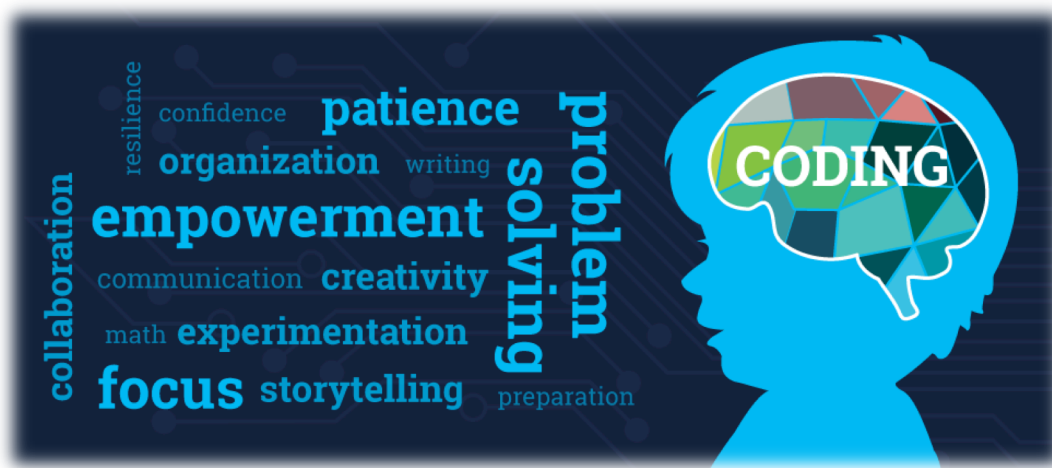 resilience
confidence
patience
organization
writing
empowerment
collaboration
communication
creativity
math
experimentation
focus
storytelling
preparation
problem
solving
CODING